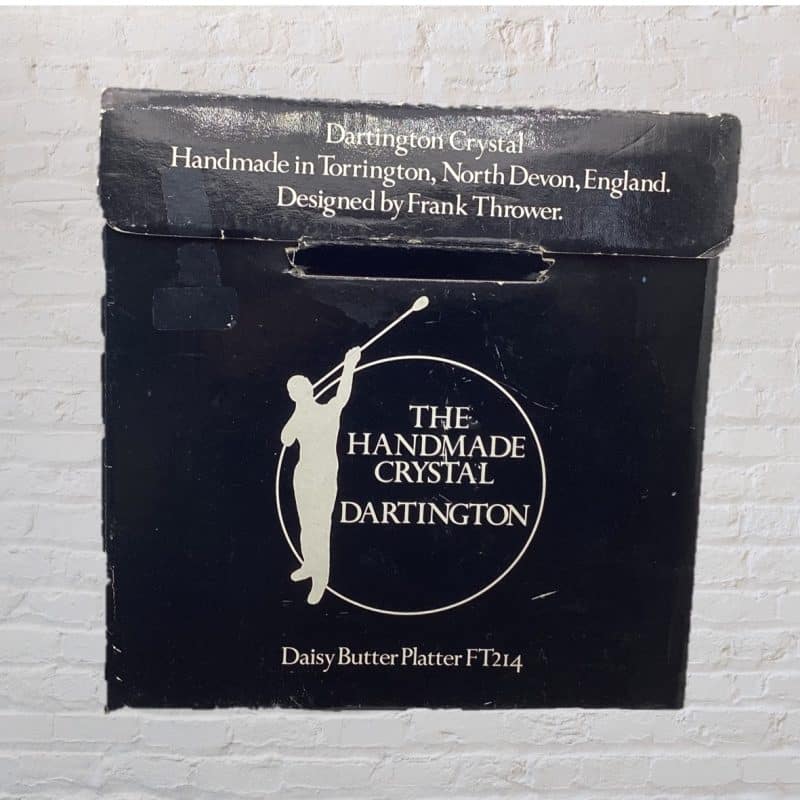 Dartington Crystal
Handmade in Torrington, North Devon, England.
Designed by Frank Thrower.
THE
HANDMADE
CRYSTAL
DARTINGTON
Daisy Butter Platter FT214